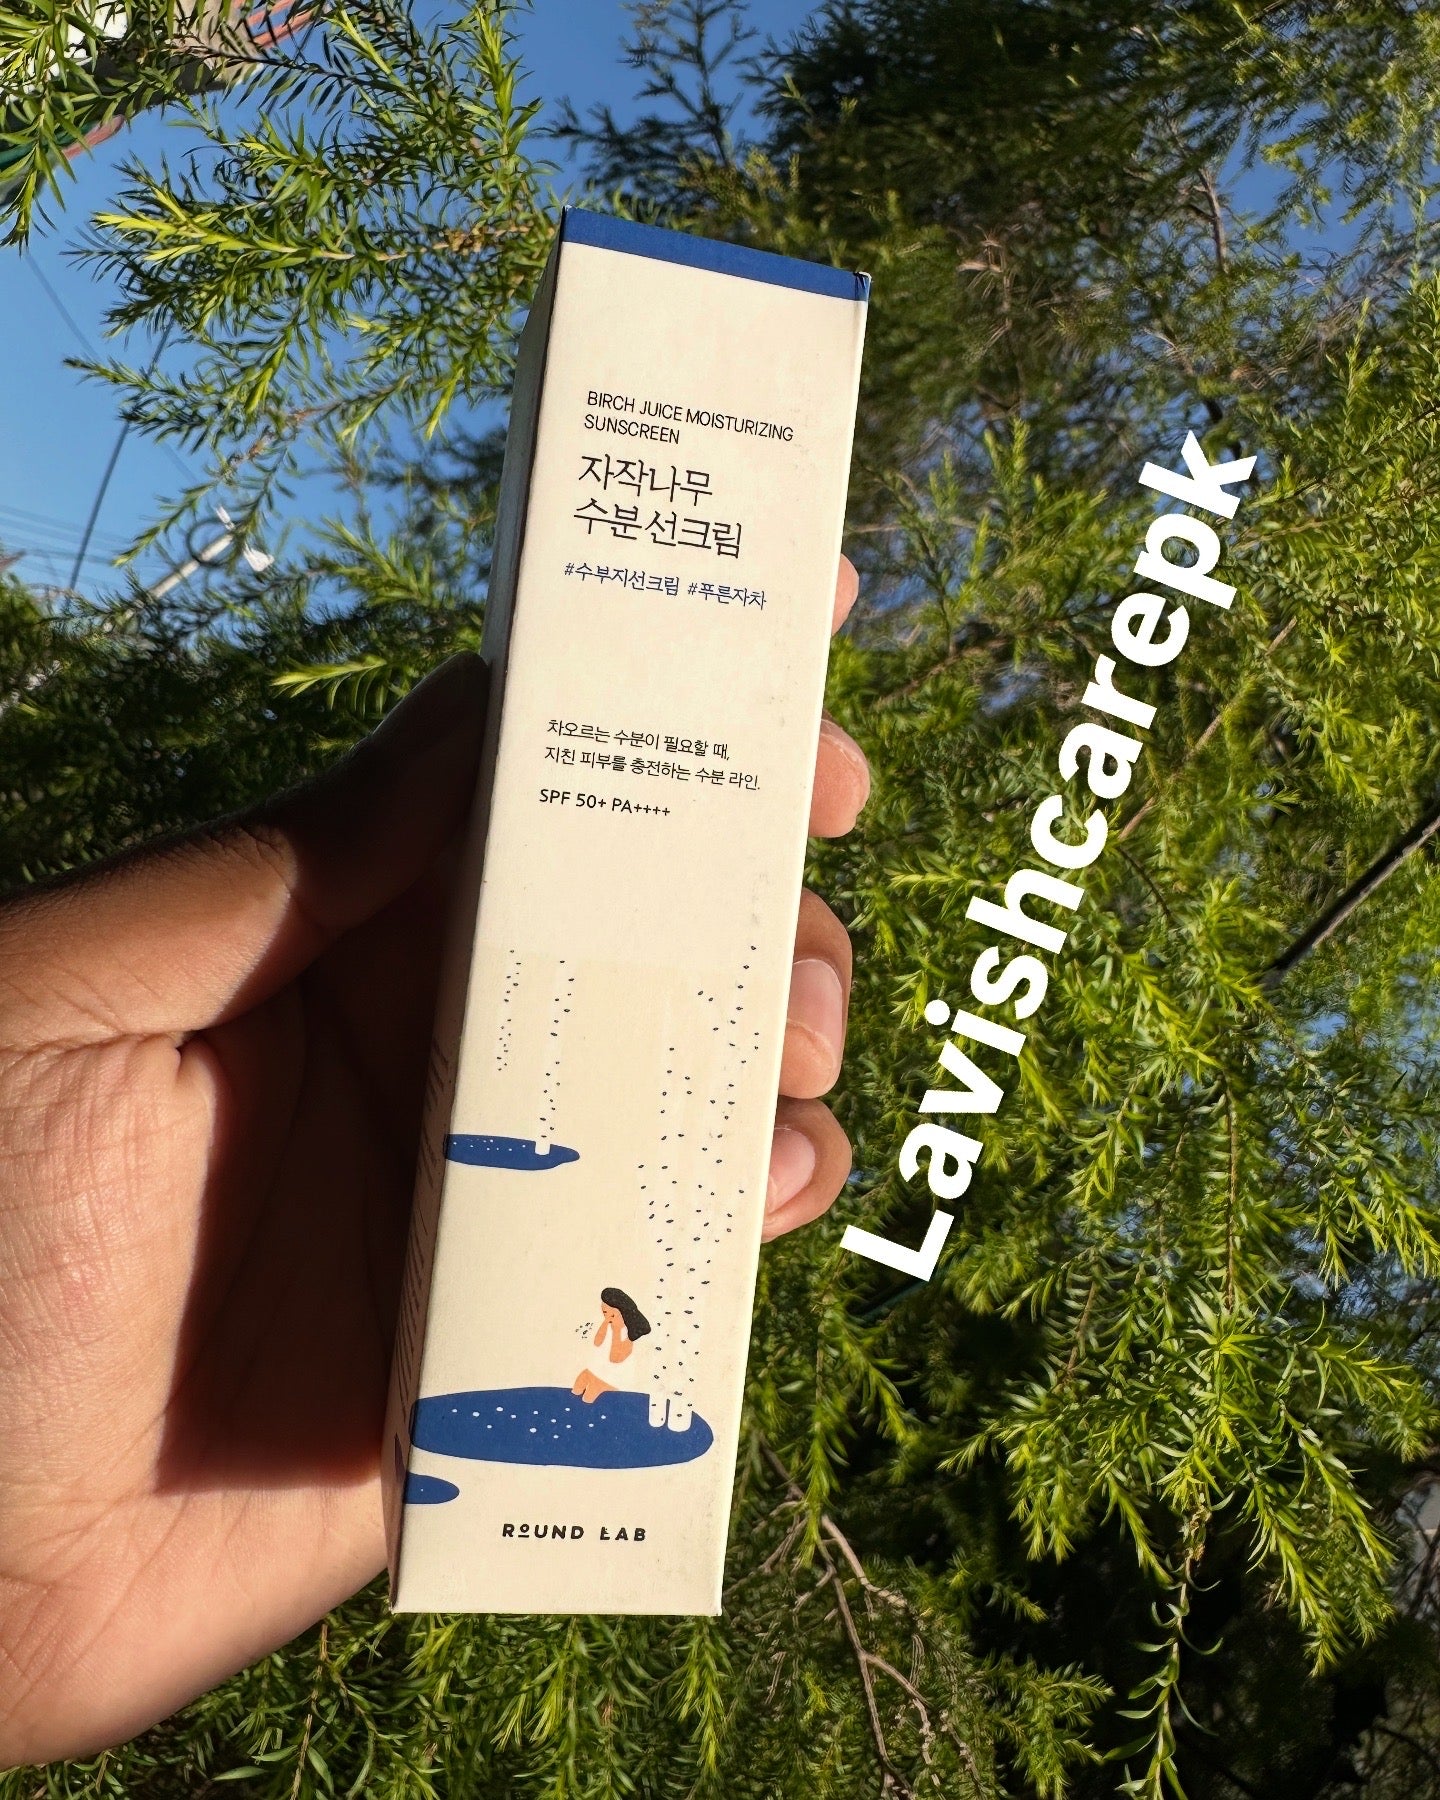 BIRCH JUICE MOISTURIZING
SUNSCREEN
자작나무
수분 선크림
#수부지선크림 #푸른자차
차오르는 수분이 필요할 때,
지친 피부를 충전하는 수분 라인.
SPF 50+ PA++++
ROUND LAB
Lavishcarepk